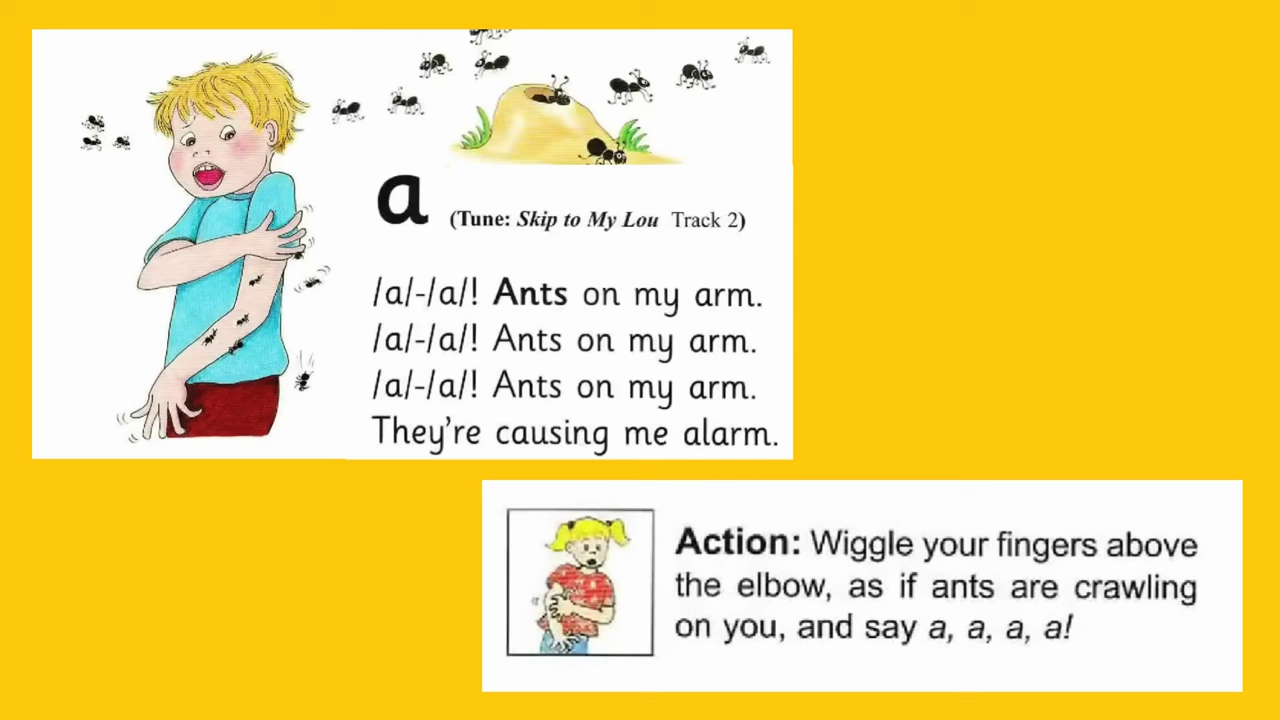 a
(Tune: Skip to My Lou Track 2)
/a/-/a/! Ants on my arm.
/a/-/a/! Ants on my arm.
/a/-/a/! Ants on my arm.
They're causing me alarm.
Action: Wiggle your fingers above
the elbow, as if ants are crawling
on you, and say a, a, a, a!